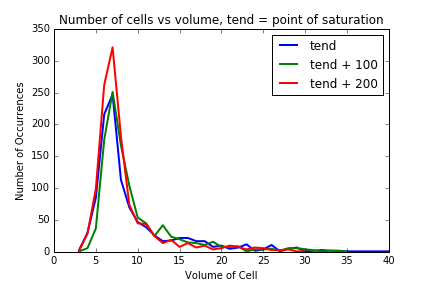 Number of cells vs volume, tend = point of saturation
350
300
250
200
150
100
50
0
Number of Occurrences
tend
tend + 100
tend + 200
0 5 10 15 20 25 30 35 40
Volume of Cell